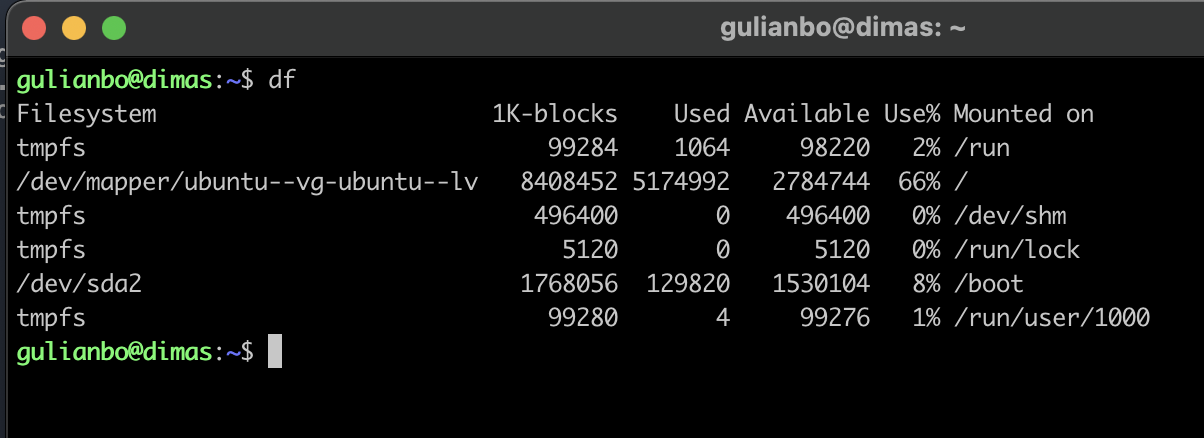 gulianbo@dimas: ~
gulianbo@dimas:~$ df
Filesystem                        1K-blocks    Used Available Use% Mounted on
tmpfs                                 99284    1064     98220   2% /run
/dev/mapper/ubuntu--vg-ubuntu--lv   8408452 5174992   2784744  66% /
tmpfs                                496400       0    496400   0% /dev/shm
tmpfs                                  5120       0      5120   0% /run/lock
/dev/sda2                           1768056  129820   1530104   8% /boot
tmpfs                                 99280       4     99276   1% /run/user/1000
gulianbo@dimas:~$